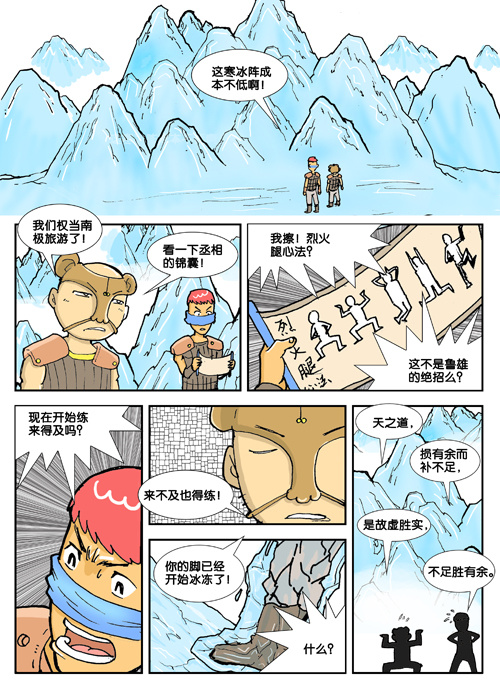 这寒冰阵成
本不低啊！
我们权当南
极旅游了！
看一下丞相
的锦囊！
我擦！烈火
腿心法？
烈火腿心法
这不是鲁雄
的绝招么？
现在开始练
来得及吗？
来不及也得练！
你的脚已经
开始冰冻了！
什么？
天之道，
损有余而
补不足，
是故虚胜实，
不足胜有余。